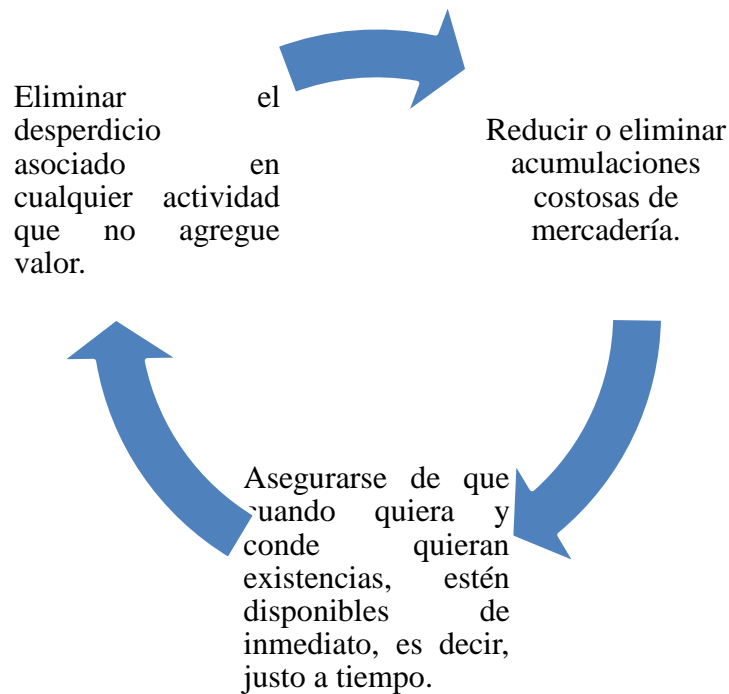 Eliminar el
desperdicio
asociado en
cualquier actividad
que no agregue
valor.
Reducir o eliminar
acumulaciones
costosas de
mercadería.
Asegurarse de que
cuando quiera y
conde quieran
existencias, estén
disponibles de
inmediato, es decir,
justo a tiempo.